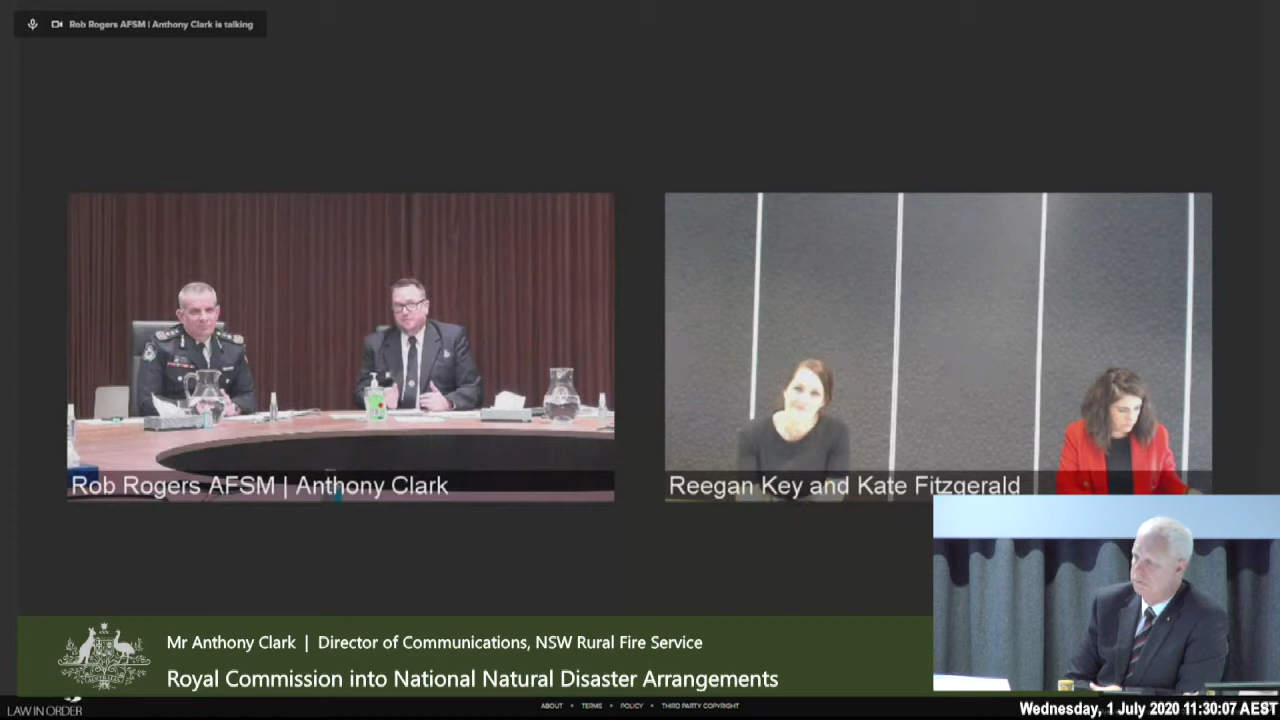 Rob Rogers AFSM | Anthony Clark is talking
Rob Rogers AFSM | Anthony Clark
Reegan Key and Kate Fitzgerald
Mr Anthony Clark | Director of Communications, NSW Rural Fire Service
Royal Commission into National Natural Disaster Arrangements
LAW IN ORDER
ABOUT • TERMS • POLICY • THIRD PARTY COPYRIGHT
Wednesday, 1 July 2020 11:30:07 AEST